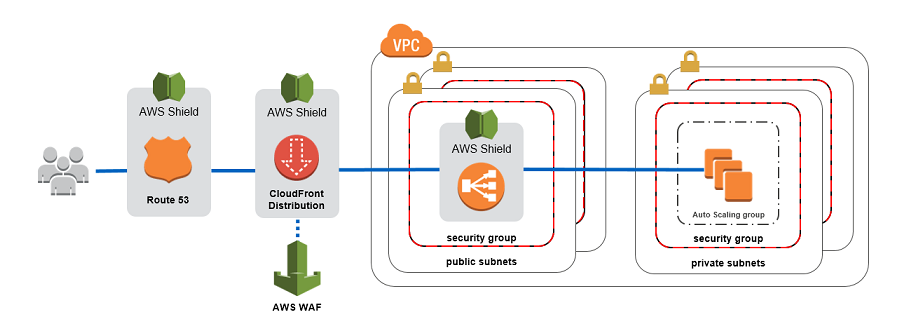 VPC
AWS Shield
Route 53
AWS Shield
CloudFront
Distribution
AWS WAF
AWS Shield
security group
public subnets
Auto Scaling group
security group
private subnets